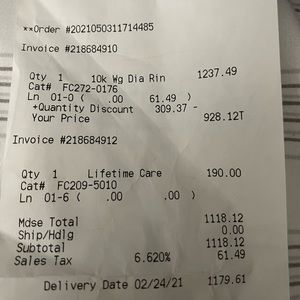 **Order #2021050311714485
Invoice #218684910
Qty 1 10k Wg Dia Rin 1237.49
Cat# FC272-0176
Ln 01-0 ( .00 61.49 )
+Quantity Discount 309.37 -
Your Price 928.12T
Invoice #218684912
Qty 1 Lifetime Care 190.00
Cat# FC209-5010
Ln 01-6 ( .00 .00 )
Mdse Total 1118.12
Ship/Hdlg 0.00
Subtotal 1118.12
Sales Tax 6.620% 61.49
Delivery Date 02/24/21 1179.61